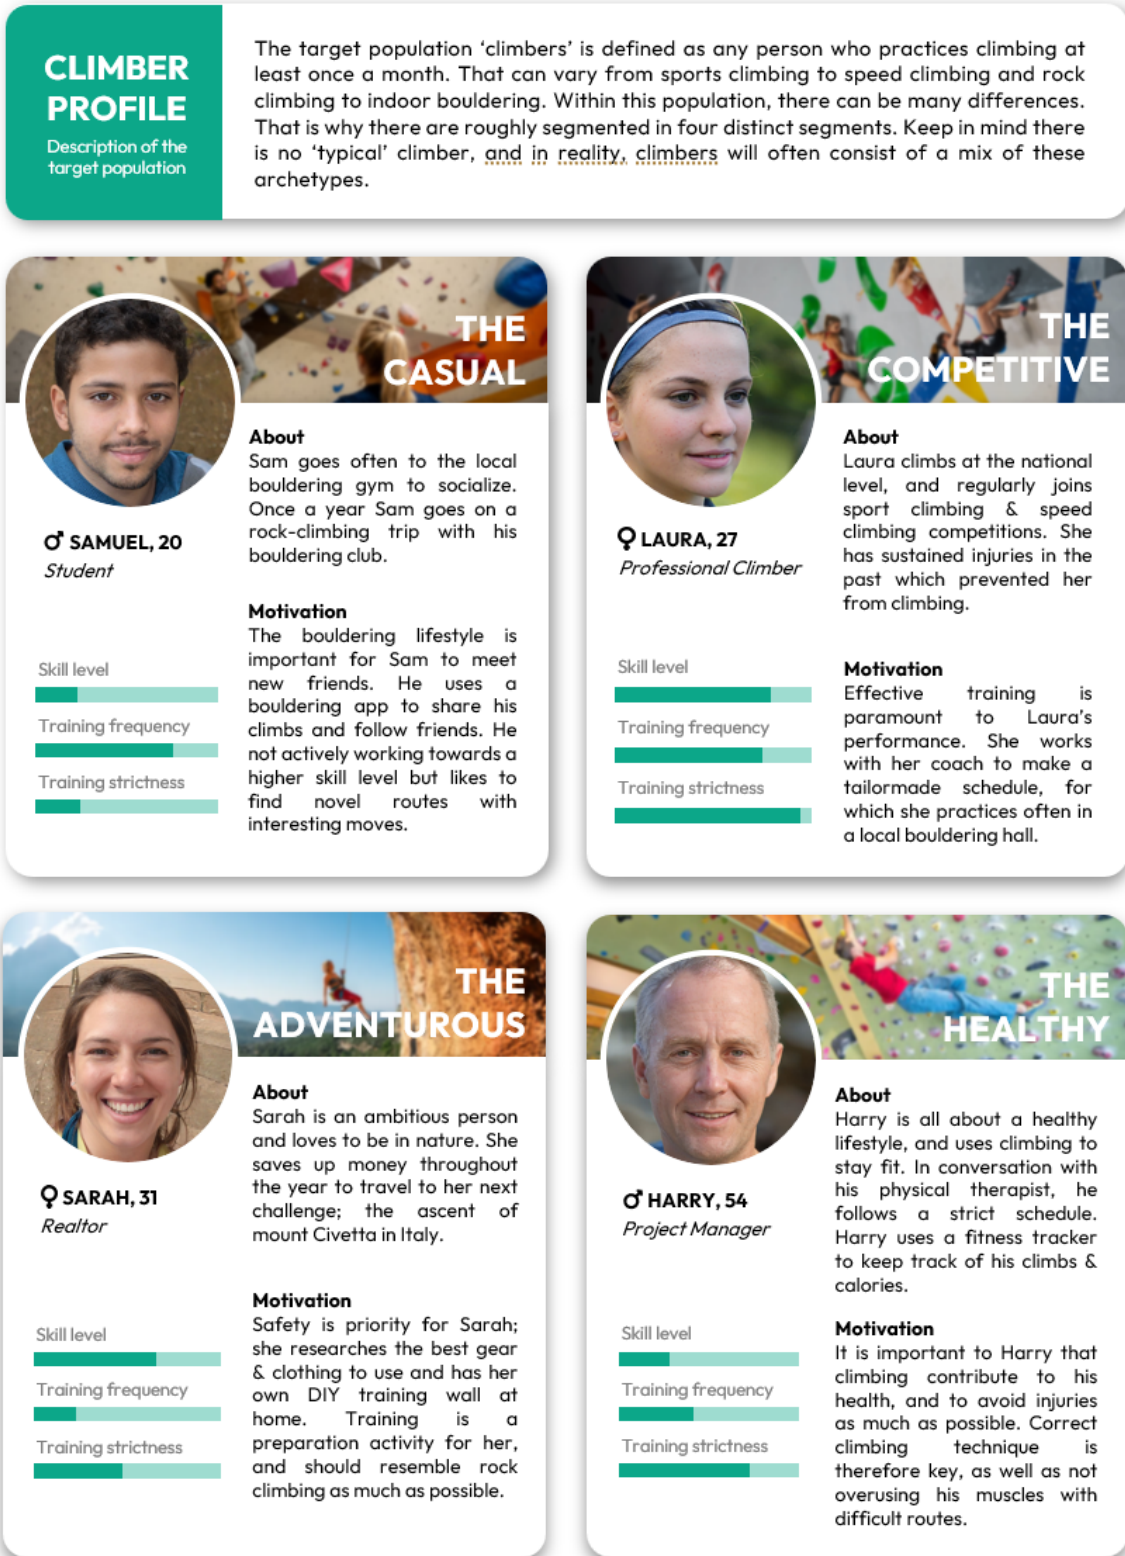 CLIMBER
PROFILE
Description of the
target population
The target population ‘climbers’ is defined as any person who practices climbing at
least once a month. That can vary from sports climbing to speed climbing and rock
climbing to indoor bouldering. Within this population, there can be many differences.
That is why there are roughly segmented in four distinct segments. Keep in mind there
is no ‘typical’ climber, and in reality, climbers will often consist of a mix of these
archetypes.
THE
CASUAL
♂ SAMUEL, 20
Student
Skill level
Training frequency
Training strictness
About
Sam goes often to the local
bouldering gym to socialize.
Once a year Sam goes on a
rock-climbing trip with his
bouldering club.
Motivation
The bouldering lifestyle is
important for Sam to meet
new friends. He uses a
bouldering app to share his
climbs and follow friends. He
not actively working towards a
higher skill level but likes to
find novel routes with
interesting moves.
THE
COMPETITIVE
♀ LAURA, 27
Professional Climber
Skill level
Training frequency
Training strictness
About
Laura climbs at the national
level, and regularly joins
sport climbing & speed
climbing competitions. She
has sustained injuries in the
past which prevented her
from climbing.
Motivation
Effective training is
paramount to Laura’s
performance. She works
with her coach to make a
tailormade schedule, for
which she practices often in
a local bouldering hall.
THE
ADVENTUROUS
♀ SARAH, 31
Realtor
Skill level
Training frequency
Training strictness
About
Sarah is an ambitious person
and loves to be in nature. She
saves up money throughout
the year to travel to her next
challenge; the ascent of
mount Civetta in Italy.
Motivation
Safety is priority for Sarah;
she researches the best gear
& clothing to use and has her
own DIY training wall at
home. Training is a
preparation activity for her,
and should resemble rock
climbing as much as possible.
THE
HEALTHY
♂ HARRY, 54
Project Manager
Skill level
Training frequency
Training strictness
About
Harry is all about a healthy
lifestyle, and uses climbing to
stay fit. In conversation with
his physical therapist, he
follows a strict schedule.
Harry uses a fitness tracker
to keep track of his climbs &
calories.
Motivation
It is important to Harry that
climbing contribute to his
health, and to avoid injuries
as much as possible. Correct
climbing technique is
therefore key, as well as not
overusing his muscles with
difficult routes.